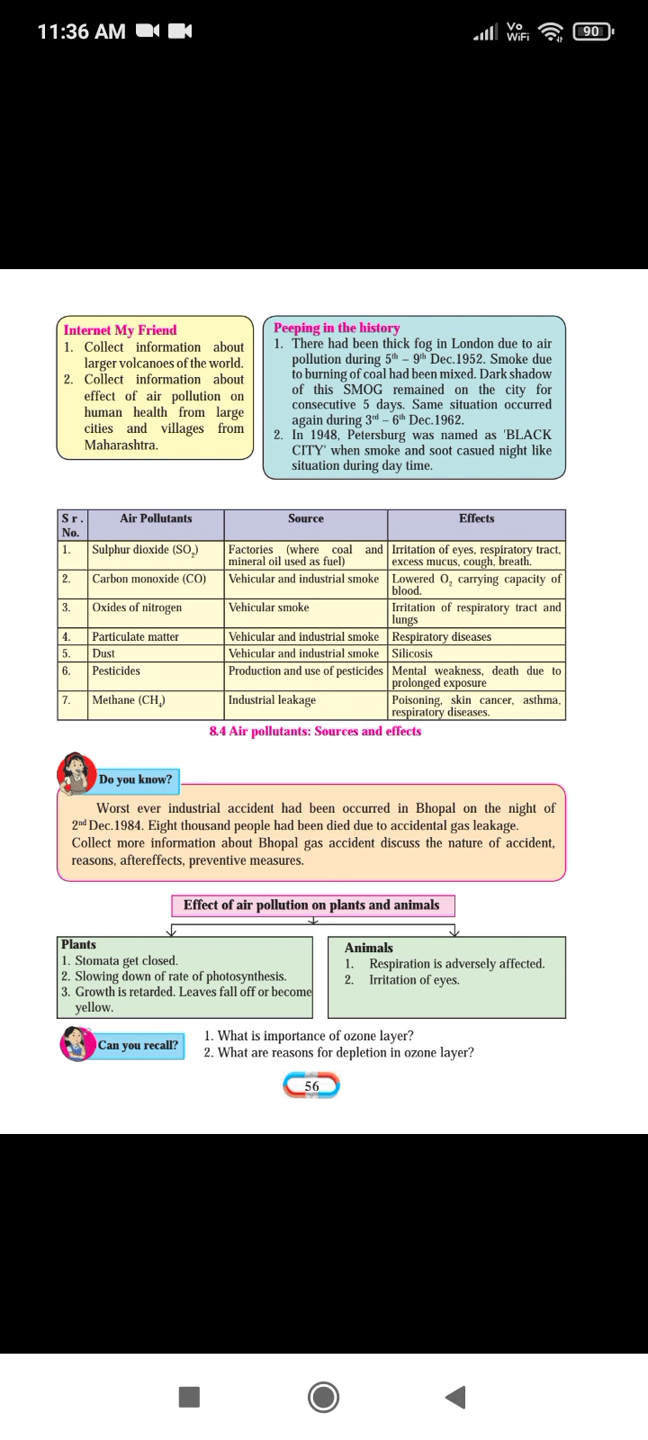 11:36 AM
Vo
WiFi
90
Internet My Friend
1. Collect information about
larger volcanoes of the world.
2. Collect information about
effect of air pollution on
human health from large
cities and villages from
Maharashtra.
Peeping in the history
1. There had been thick fog in London due to air
pollution during 5th – 9th Dec.1952. Smoke due
to burning of coal had been mixed. Dark shadow
of this SMOG remained on the city for
consecutive 5 days. Same situation occurred
again during 3rd – 6th Dec.1962.
2. In 1948, Petersburg was named as 'BLACK
CITY' when smoke and soot casued night like
situation during day time.
Sr. No. Air Pollutants Source Effects
1. Sulphur dioxide (SO₂) Factories (where coal and mineral oil used as fuel) Irritation of eyes, respiratory tract, excess mucus, cough, breath.
2. Carbon monoxide (CO) Vehicular and industrial smoke Lowered O₂ carrying capacity of blood.
3. Oxides of nitrogen Vehicular smoke Irritation of respiratory tract and lungs
4. Particulate matter Vehicular and industrial smoke Respiratory diseases
5. Dust Vehicular and industrial smoke Silicosis
6. Pesticides Production and use of pesticides Mental weakness, death due to prolonged exposure
7. Methane (CH₄) Industrial leakage Poisoning, skin cancer, asthma, respiratory diseases.
8.4 Air pollutants: Sources and effects
Do you know?
Worst ever industrial accident had been occurred in Bhopal on the night of
2nd Dec.1984. Eight thousand people had been died due to accidental gas leakage.
Collect more information about Bhopal gas accident discuss the nature of accident,
reasons, aftereffects, preventive measures.
Effect of air pollution on plants and animals
Plants
1. Stomata get closed.
2. Slowing down of rate of photosynthesis.
3. Growth is retarded. Leaves fall off or become
yellow.
Animals
1. Respiration is adversely affected.
2. Irritation of eyes.
Can you recall?
1. What is importance of ozone layer?
2. What are reasons for depletion in ozone layer?
56